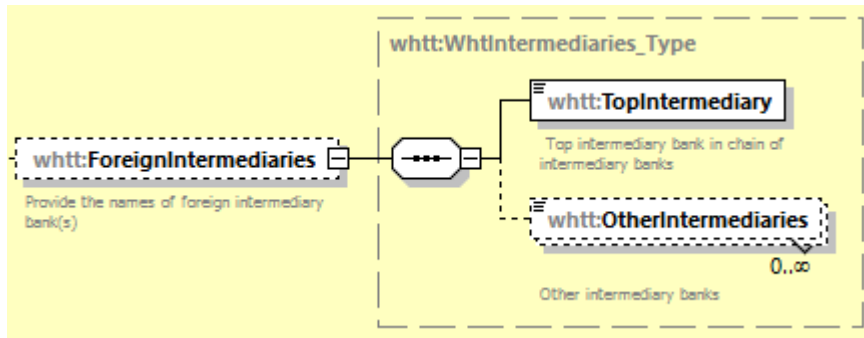 whtt:WhtIntermediaries_Type
whtt:TopIntermediary
Top intermediary bank in chain of
intermediary banks
whtt:ForeignIntermediaries
Provide the names of foreign intermediary
bank(s)
whtt:OtherIntermediaries
0..∞
Other intermediary banks